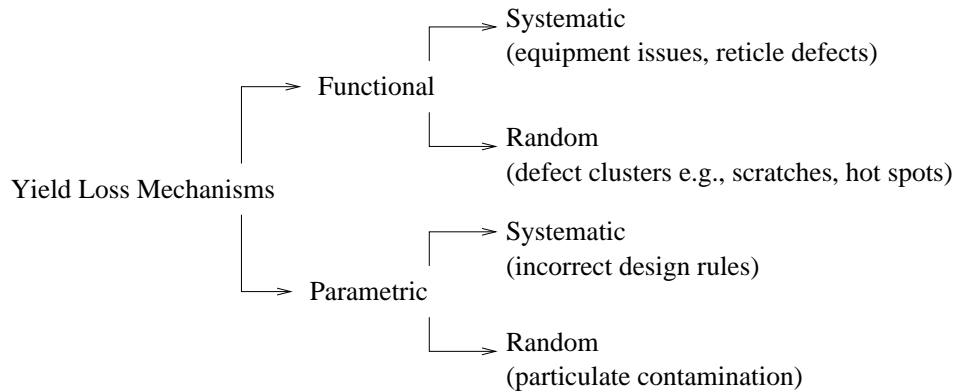 Systematic
(equipment issues, reticle defects)
Functional
Random
(defect clusters e.g., scratches, hot spots)
Yield Loss Mechanisms
Systematic
(incorrect design rules)
Parametric
Random
(particulate contamination)